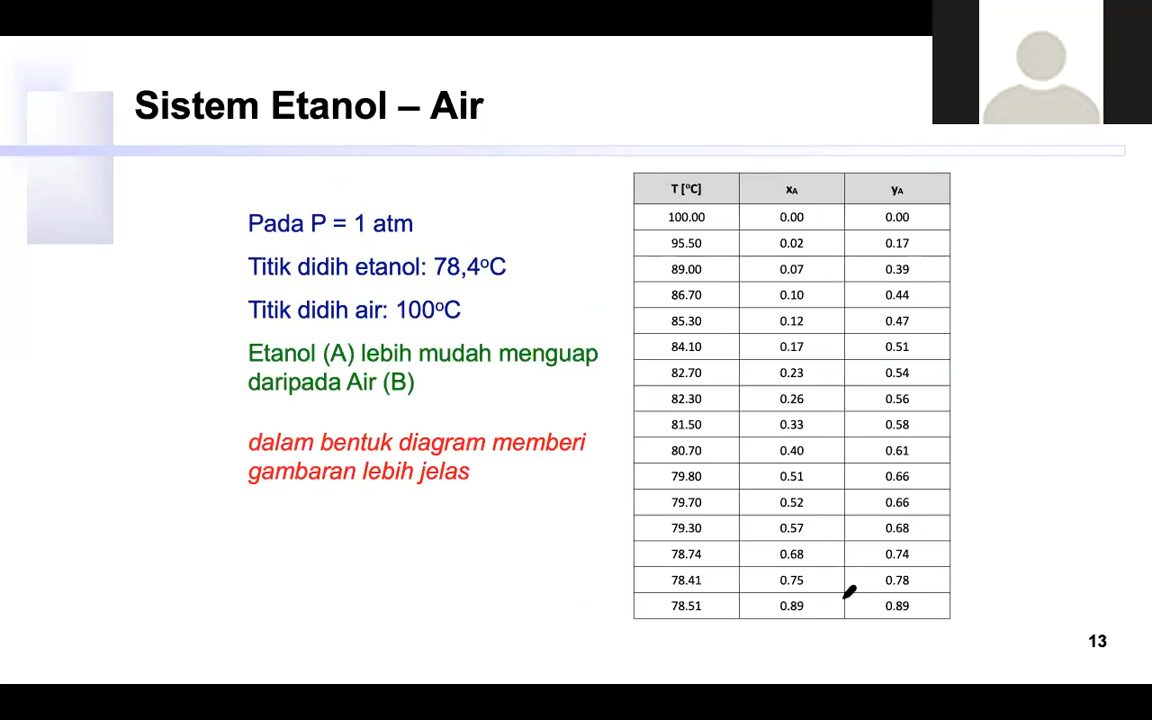 Sistem Etanol – Air
Pada P = 1 atm
Titik didih etanol: 78,4°C
Titik didih air: 100°C
Etanol (A) lebih mudah menguap
daripada Air (B)
dalam bentuk diagram memberi
gambaran lebih jelas
T [°C] xA yA
100.00 0.00 0.00
95.50 0.02 0.17
89.00 0.07 0.39
86.70 0.10 0.44
85.30 0.12 0.47
84.10 0.17 0.51
82.70 0.23 0.54
82.30 0.26 0.56
81.50 0.33 0.58
80.70 0.40 0.61
79.80 0.51 0.66
79.70 0.52 0.66
79.30 0.57 0.68
78.74 0.68 0.74
78.41 0.75 0.78
78.51 0.89 0.89
13